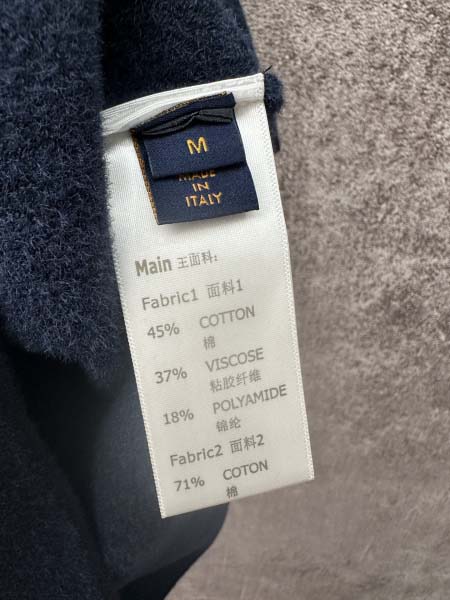 M
MADE
IN
ITALY
Main 主面料:
Fabric1 面料1
45% COTTON
棉
37% VISCOSE
粘胶纤维
18% POLYAMIDE
锦纶
Fabric2 面料2
71% COTON
棉